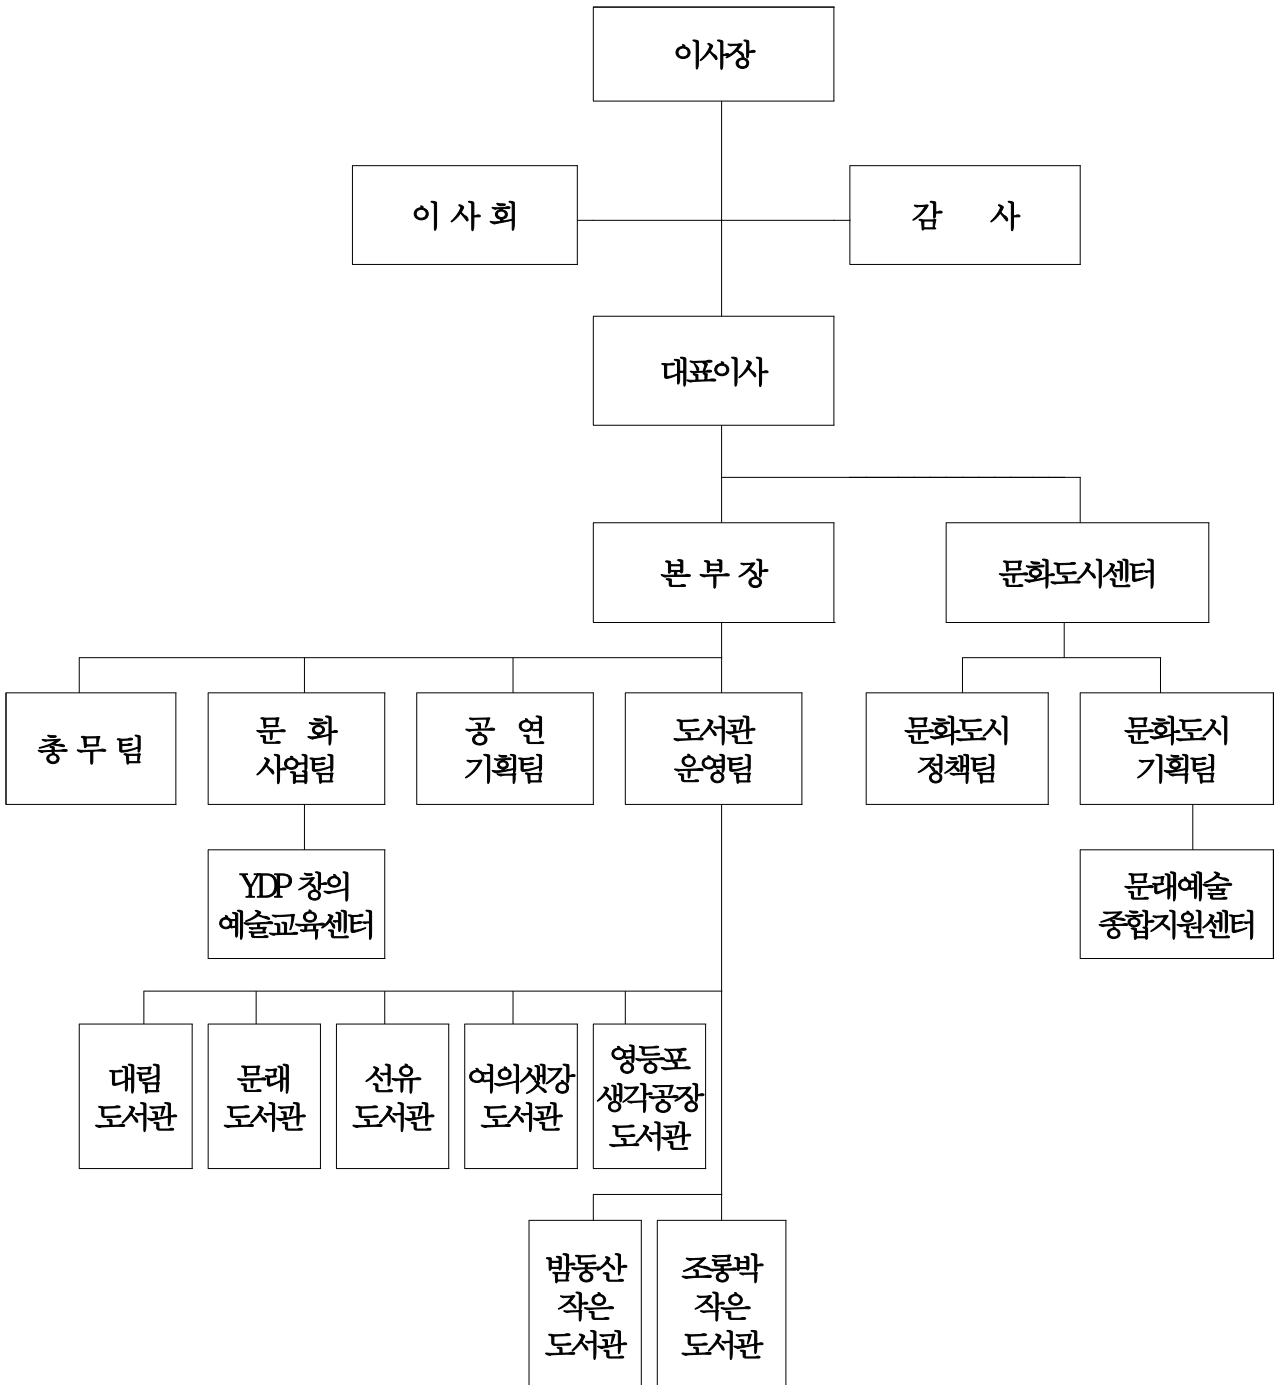 이사장
이 사 회
감 사
대표이사
본 부 장
문화도시센터
총 무 팀
문 화
사업팀
공 연
기획팀
도서관
운영팀
문화도시
정책팀
문화도시
기획팀
YDP 창의
예술교육센터
문래예술
종합지원센터
대림
도서관
문래
도서관
선유
도서관
여의샛강
도서관
영등포
생각공장
도서관
밤동산
작은
도서관
조롱박
작은
도서관